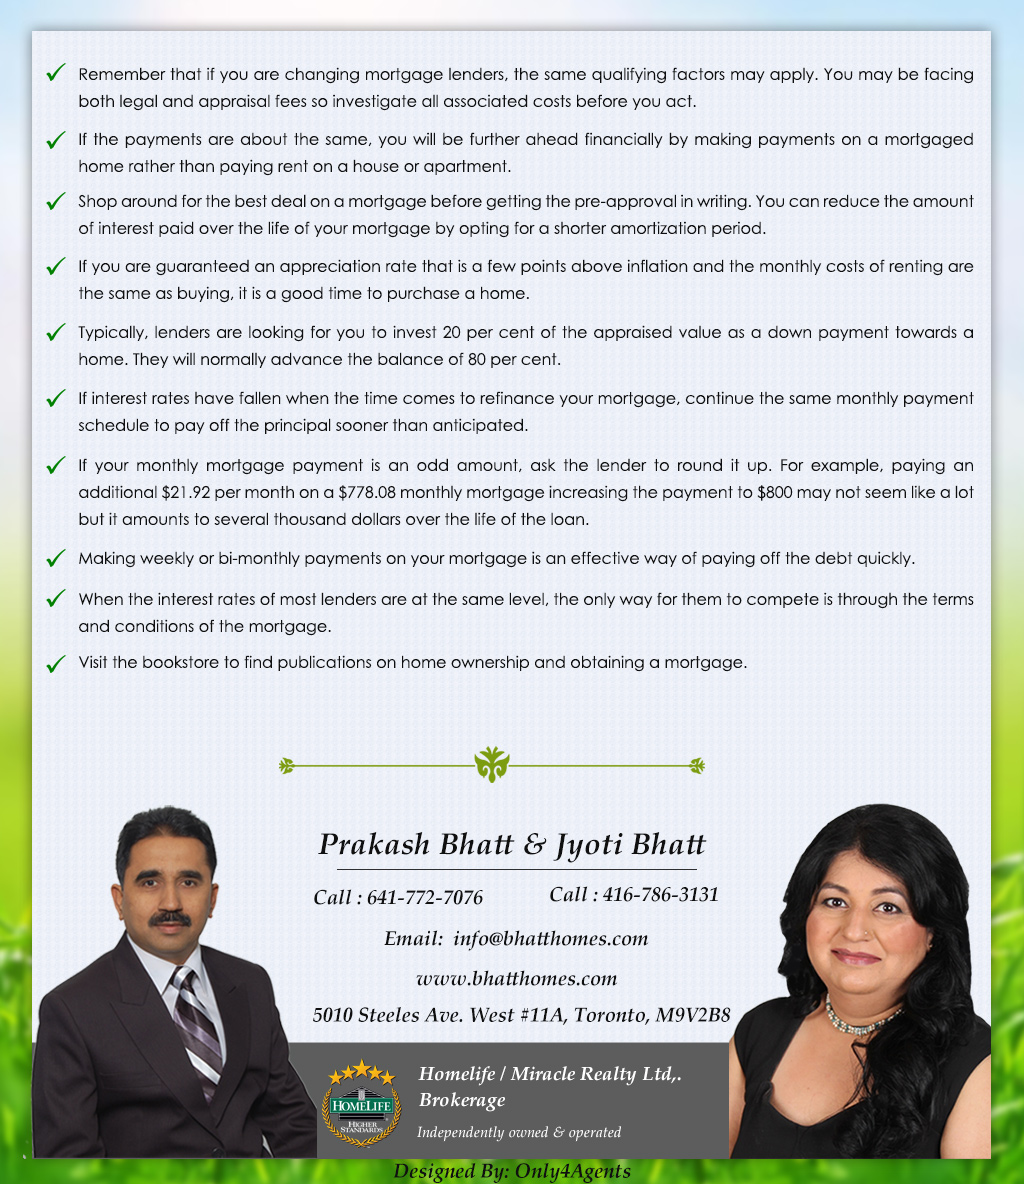 Remember that if you are changing mortgage lenders, the same qualifying factors may apply. You may be facing
both legal and appraisal fees so investigate all associated costs before you act.
If the payments are about the same, you will be further ahead financially by making payments on a mortgaged
home rather than paying rent on a house or apartment.
Shop around for the best deal on a mortgage before getting the pre-approval in writing. You can reduce the amount
of interest paid over the life of your mortgage by opting for a shorter amortization period.
If you are guaranteed an appreciation rate that is a few points above inflation and the monthly costs of renting are
the same as buying, it is a good time to purchase a home.
Typically, lenders are looking for you to invest 20 per cent of the appraised value as a down payment towards a
home. They will normally advance the balance of 80 per cent.
If interest rates have fallen when the time comes to refinance your mortgage, continue the same monthly payment
schedule to pay off the principal sooner than anticipated.
If your monthly mortgage payment is an odd amount, ask the lender to round it up. For example, paying an
additional $21.92 per month on a $778.08 monthly mortgage increasing the payment to $800 may not seem like a lot
but it amounts to several thousand dollars over the life of the loan.
Making weekly or bi-monthly payments on your mortgage is an effective way of paying off the debt quickly.
When the interest rates of most lenders are at the same level, the only way for them to compete is through the terms
and conditions of the mortgage.
Visit the bookstore to find publications on home ownership and obtaining a mortgage.
Prakash Bhatt & Jyoti Bhatt
Call : 641-772-7076
Call : 416-786-3131
Email: info@bhatthomes.com
www.bhatthomes.com
5010 Steeles Ave. West #11A, Toronto, M9V2B8
HOMELIFE
HIGHER
STANDARDS
Homelife / Miracle Realty Ltd,.
Brokerage
Independently owned & operated
Designed By: Only4Agents